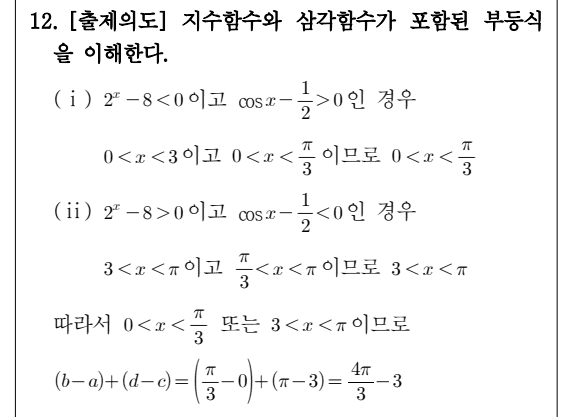 12. [출제의도] 지수함수와 삼각함수가 포함된 부등식
을 이해한다.
(ⅰ) 2^x − 8 < 0 이고 cos x − 1/2 > 0 인 경우
0 < x < 3 이고 0 < x < π/3 이므로 0 < x < π/3
(ⅱ) 2^x − 8 > 0 이고 cos x − 1/2 < 0 인 경우
3 < x < π 이고 π/3 < x < π 이므로 3 < x < π
따라서 0 < x < π/3 또는 3 < x < π 이므로
(b − a) + (d − c) = (π/3 − 0) + (π − 3) = 4π/3 − 3